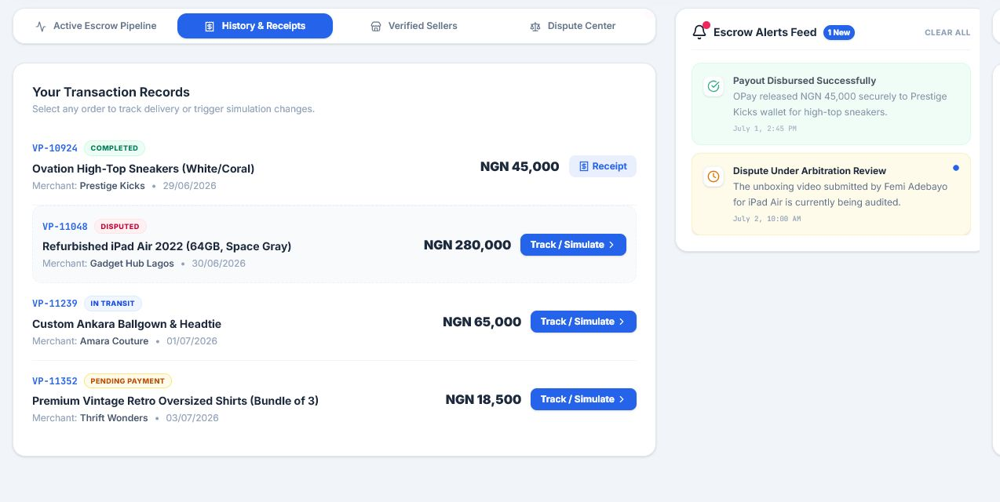 Active Escrow Pipeline
History & Receipts
Verified Sellers
Dispute Center
Your Transaction Records
Select any order to track delivery or trigger simulation changes.
VP-10924 COMPLETED
Ovation High-Top Sneakers (White/Coral)
Merchant: Prestige Kicks • 29/06/2026
NGN 45,000
Receipt
VP-11048 DISPUTED
Refurbished iPad Air 2022 (64GB, Space Gray)
Merchant: Gadget Hub Lagos • 30/06/2026
NGN 280,000
Track / Simulate
VP-11239 IN TRANSIT
Custom Ankara Ballgown & Headtie
Merchant: Amara Couture • 01/07/2026
NGN 65,000
Track / Simulate
VP-11352 PENDING PAYMENT
Premium Vintage Retro Oversized Shirts (Bundle of 3)
Merchant: Thrift Wonders • 03/07/2026
NGN 18,500
Track / Simulate
Escrow Alerts Feed 1 New
CLEAR ALL
Payout Disbursed Successfully
OPay released NGN 45,000 securely to Prestige
Kicks wallet for high-top sneakers.
July 1, 2:45 PM
Dispute Under Arbitration Review
The unboxing video submitted by Femi Adebayo
for iPad Air is currently being audited.
July 2, 10:00 AM